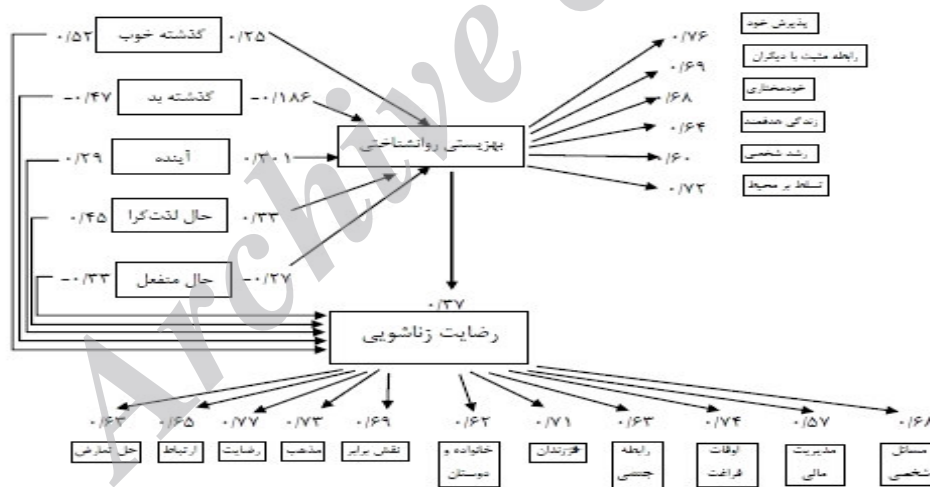 ۰/۵۲ گذشته خوب ۰/۲۵
-۰/۴۷ گذشته بد -۰/۱۸۶
۰/۲۹ آینده ۰/۳۰۱
۰/۴۵ حال لذت‌گرا ۰/۳۳
-۰/۳۳ حال منفعل -۰/۲۷
بهزیستی روانشناختی
۰/۷۶ پذیرش خود
۰/۶۹ رابطه مثبت با دیگران
۰/۶۸ خودمختاری
۰/۶۴ زندگی هدفمند
۰/۶۰ رشد شخصی
۰/۷۲ تسلط بر محیط
۰/۳۷
رضایت زناشویی
۰/۶۸ ۰/۵۷ ۰/۷۴ ۰/۶۳ ۰/۷۱ ۰/۶۲ ۰/۶۹ ۰/۷۳ ۰/۷۷ ۰/۶۵ ۰/۶۳
مسائل مدیریت اوقات رابطه فرزندان خانواده و نقش برابر مذهب رضایت ارتباط حل تعارض
شخصی مالی فراغت جنسی دوستان
Archive